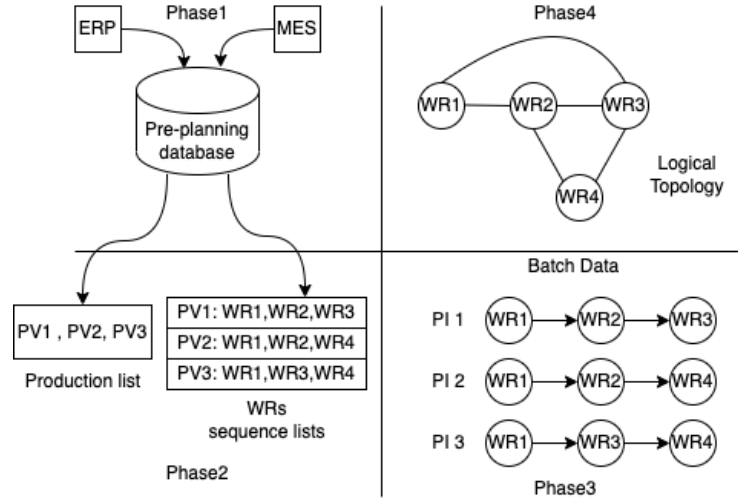 Phase1
ERP
MES
Pre-planning
database
Phase4
WR1
WR2
WR3
WR4
Logical
Topology
PV1 , PV2, PV3
Production list
PV1: WR1,WR2,WR3
PV2: WR1,WR2,WR4
PV3: WR1,WR3,WR4
WRs
sequence lists
Phase2
Batch Data
PI 1 WR1 WR2 WR3
PI 2 WR1 WR2 WR4
PI 3 WR1 WR3 WR4
Phase3